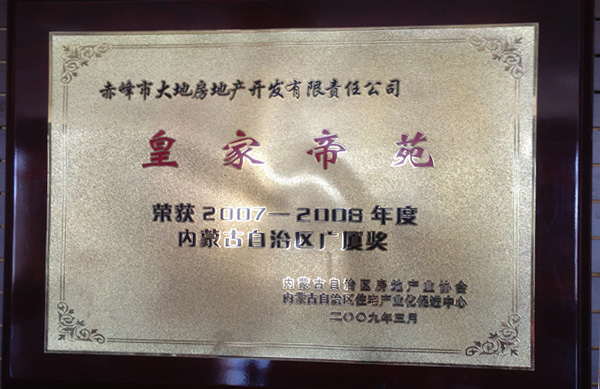 赤峰市大地房地产开发有限责任公司
皇家帝苑
荣获2007—2008年度
内蒙古自治区广厦奖
内蒙古自治区房地产业协会
内蒙古自治区住宅产业化促进中心
二〇〇九年三月